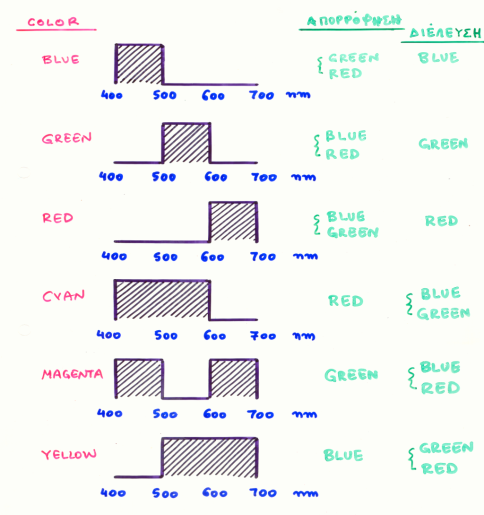 COLOR ΑΠΟΡΡΌΦΗΣΗ ΔΙΈΛΕΥΣΗ
BLUE { GREEN RED BLUE
400 500 600 700 nm
GREEN { BLUE RED GREEN
400 500 600 700 nm
RED { BLUE GREEN RED
400 500 600 700 nm
CYAN RED { BLUE GREEN
400 500 600 700 nm
MAGENTA GREEN { BLUE RED
400 500 600 700 nm
YELLOW BLUE { GREEN RED
400 500 600 700 nm